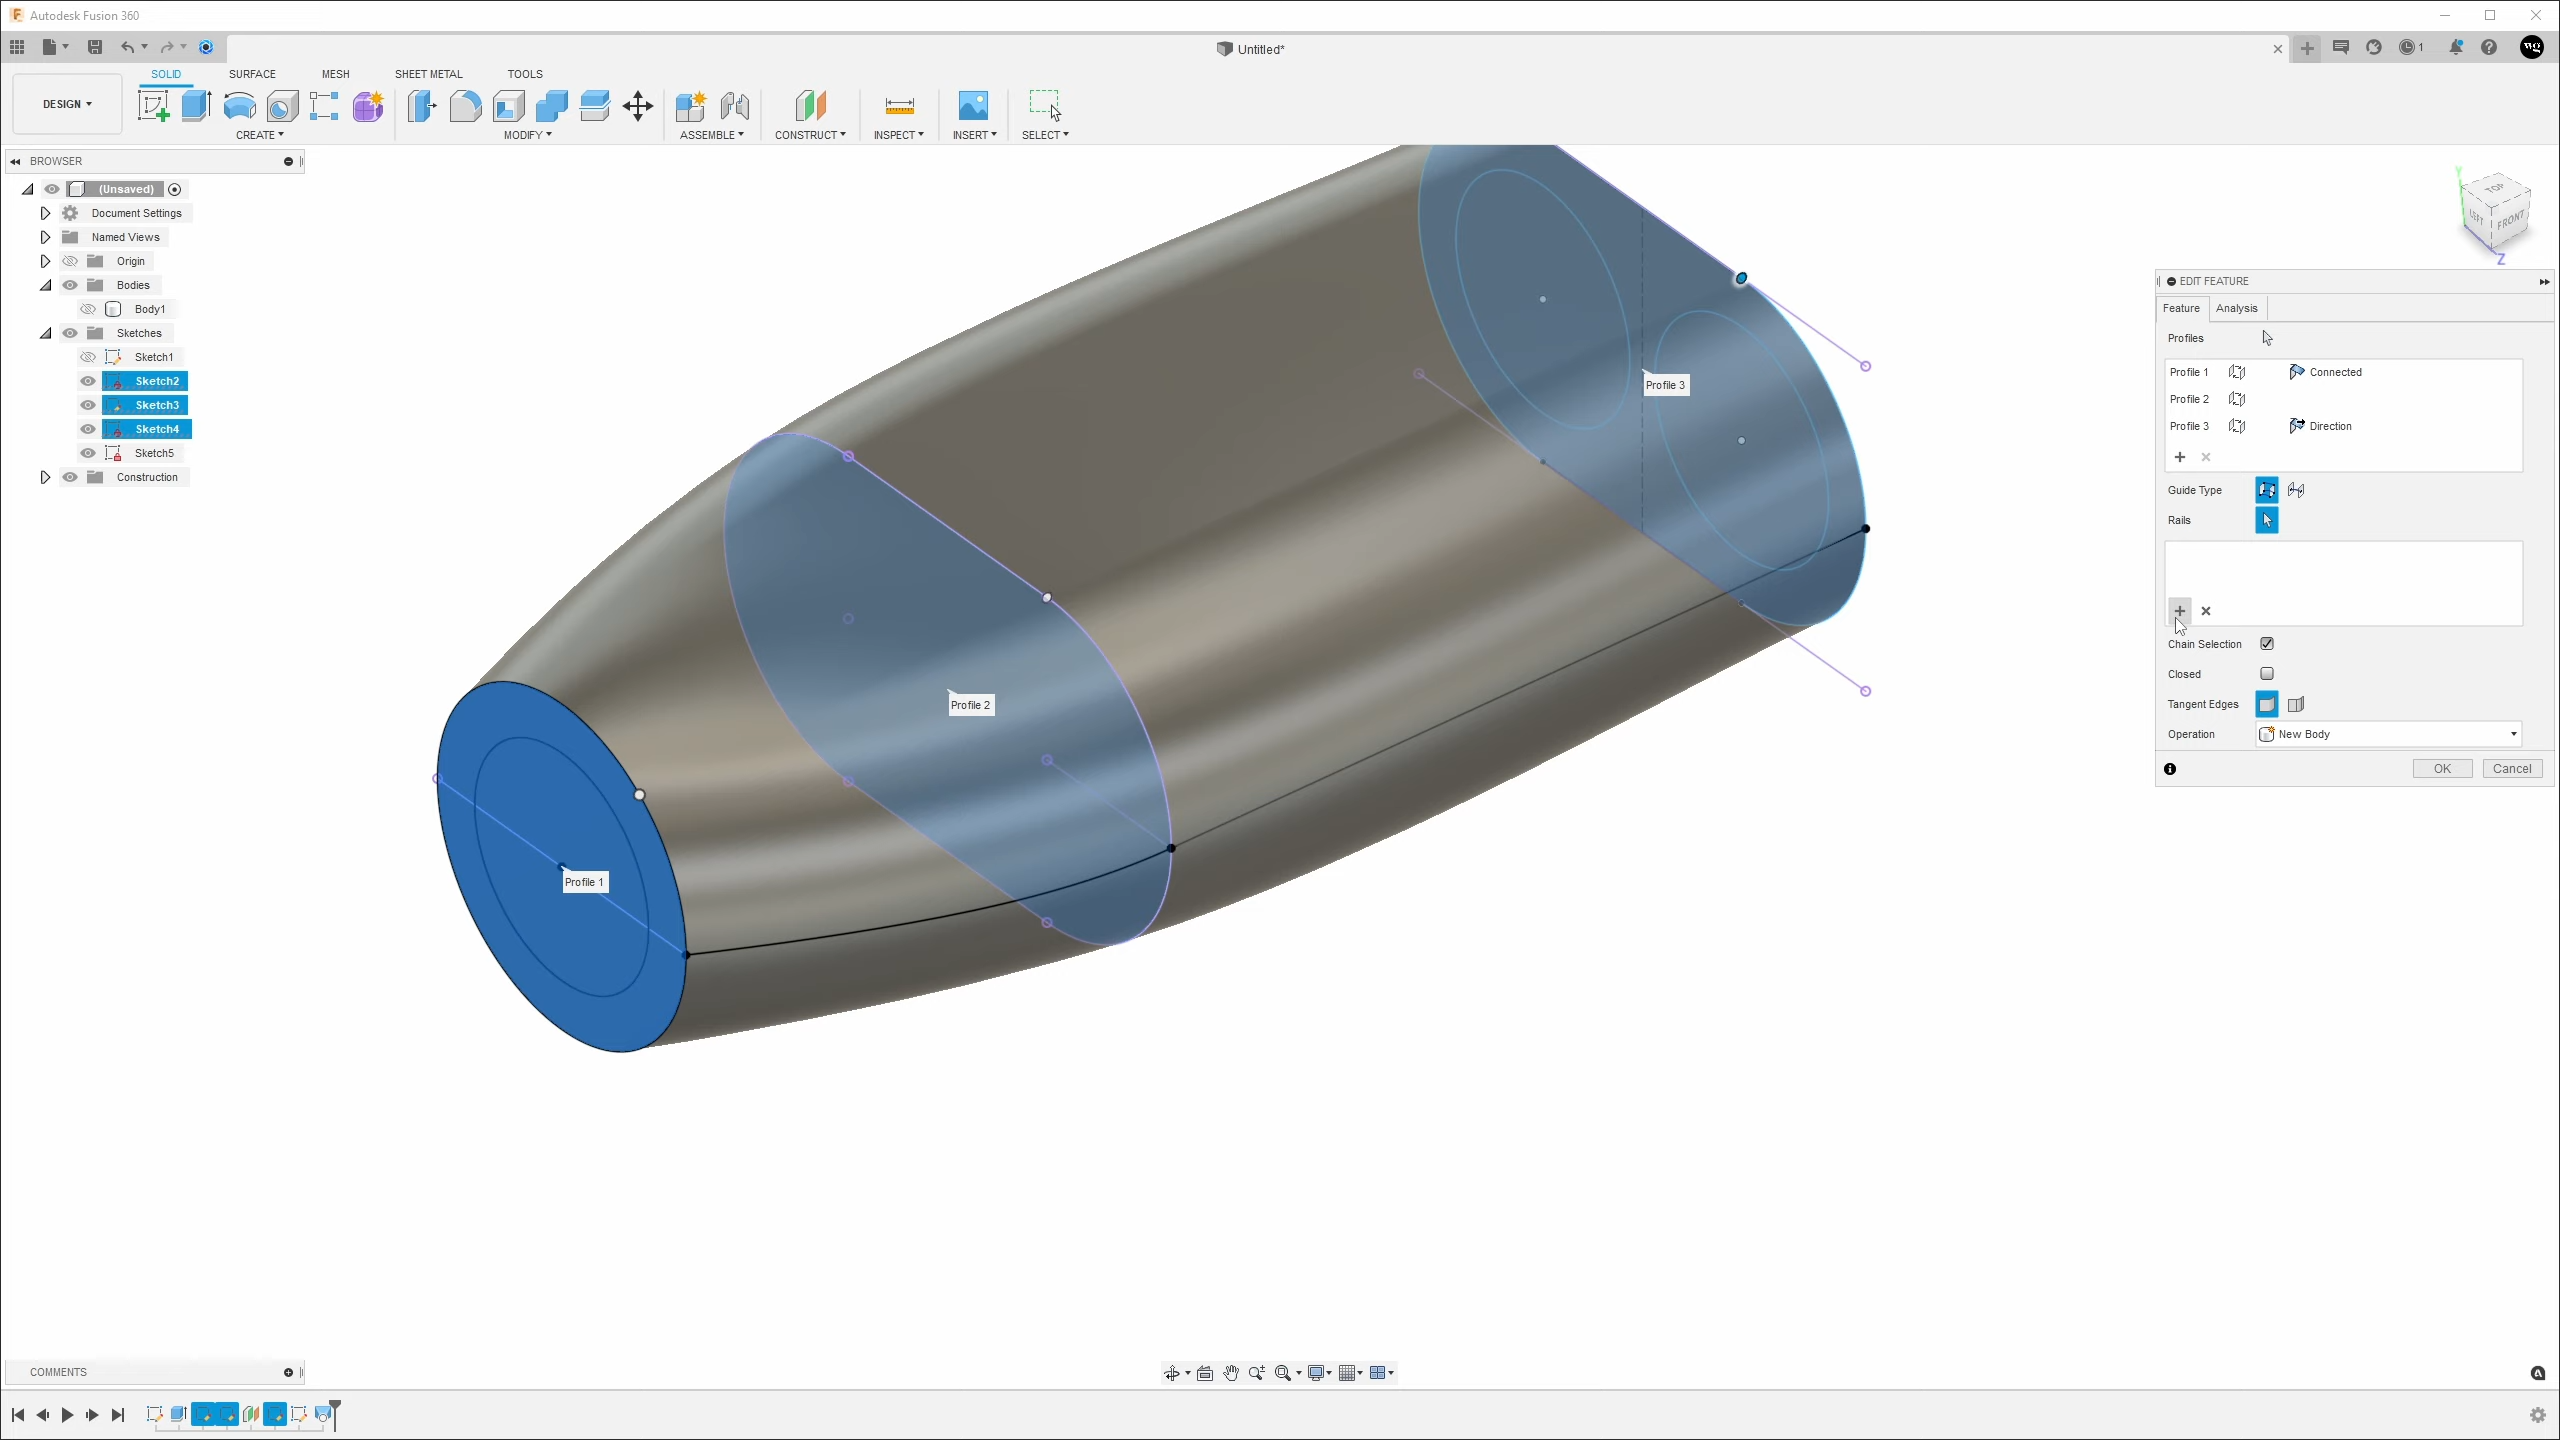 Autodesk Fusion 360
Untitled*
1
DESIGN
SOLID
SURFACE
MESH
SHEET METAL
TOOLS
CREATE
MODIFY
ASSEMBLE
CONSTRUCT
INSPECT
INSERT
SELECT
BROWSER
(Unsaved)
Document Settings
Named Views
Origin
Bodies
Body1
Sketches
Sketch1
Sketch2
Sketch3
Sketch4
Sketch5
Construction
Profile 1
Profile 2
Profile 3
Y
TOP
LEFT
FRONT
Z
EDIT FEATURE
Feature
Analysis
Profiles
Profile 1
Connected
Profile 2
Profile 3
Direction
Guide Type
Rails
Chain Selection
Closed
Tangent Edges
Operation
New Body
OK
Cancel
COMMENTS